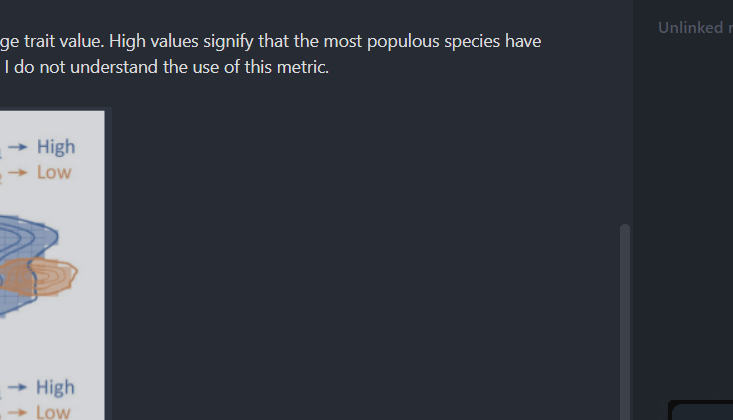 ge trait value. High values signify that the most populous species have
I do not understand the use of this metric.
Unlinked
→ High
→ Low
→ High
→ Low